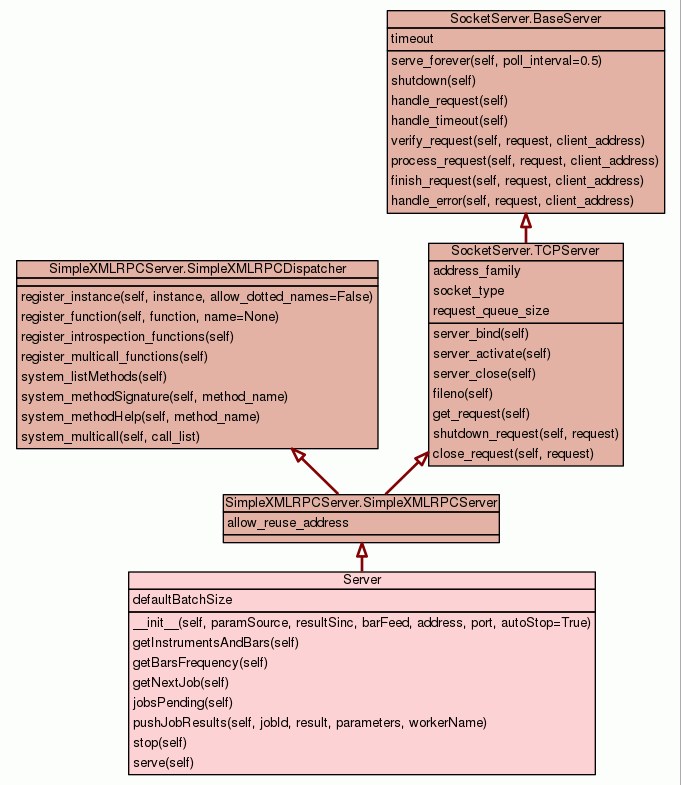 SocketServer.BaseServer
timeout
serve_forever(self, poll_interval=0.5)
shutdown(self)
handle_request(self)
handle_timeout(self)
verify_request(self, request, client_address)
process_request(self, request, client_address)
finish_request(self, request, client_address)
handle_error(self, request, client_address)
SocketServer.TCPServer
address_family
socket_type
request_queue_size
server_bind(self)
server_activate(self)
server_close(self)
fileno(self)
get_request(self)
shutdown_request(self, request)
close_request(self, request)
SimpleXMLRPCServer.SimpleXMLRPCDispatcher
register_instance(self, instance, allow_dotted_names=False)
register_function(self, function, name=None)
register_introspection_functions(self)
register_multicall_functions(self)
system_listMethods(self)
system_methodSignature(self, method_name)
system_methodHelp(self, method_name)
system_multicall(self, call_list)
SimpleXMLRPCServer.SimpleXMLRPCServer
allow_reuse_address
Server
defaultBatchSize
__init__(self, paramSource, resultSinc, barFeed, address, port, autoStop=True)
getInstrumentsAndBars(self)
getBarsFrequency(self)
getNextJob(self)
jobsPending(self)
pushJobResults(self, jobId, result, parameters, workerName)
stop(self)
serve(self)